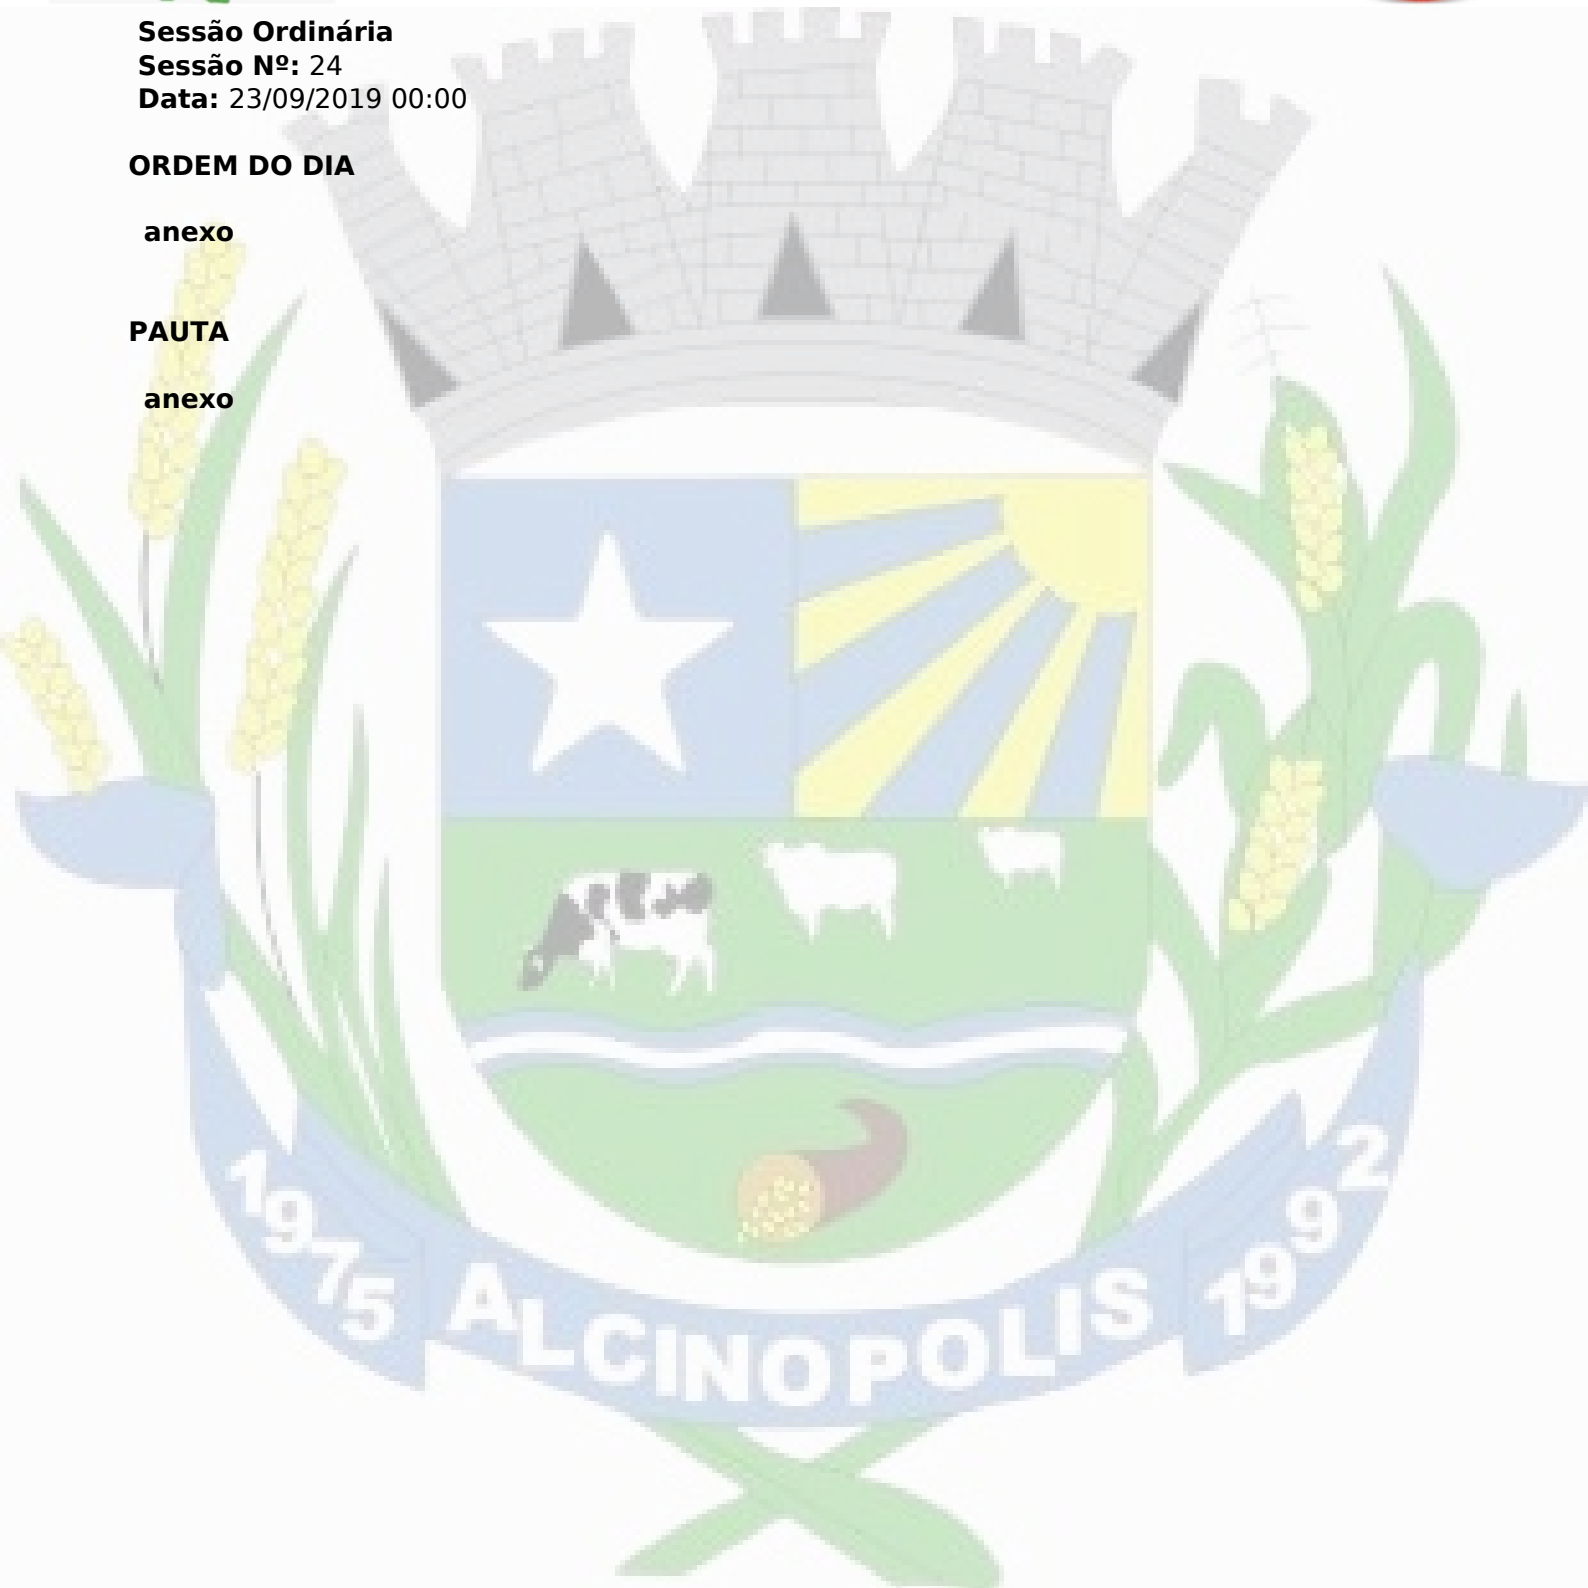 Sessão Ordinária
Sessão Nº: 24
Data: 23/09/2019 00:00
ORDEM DO DIA
anexo
PAUTA
anexo
1975 ALCINOPOLIS 1992